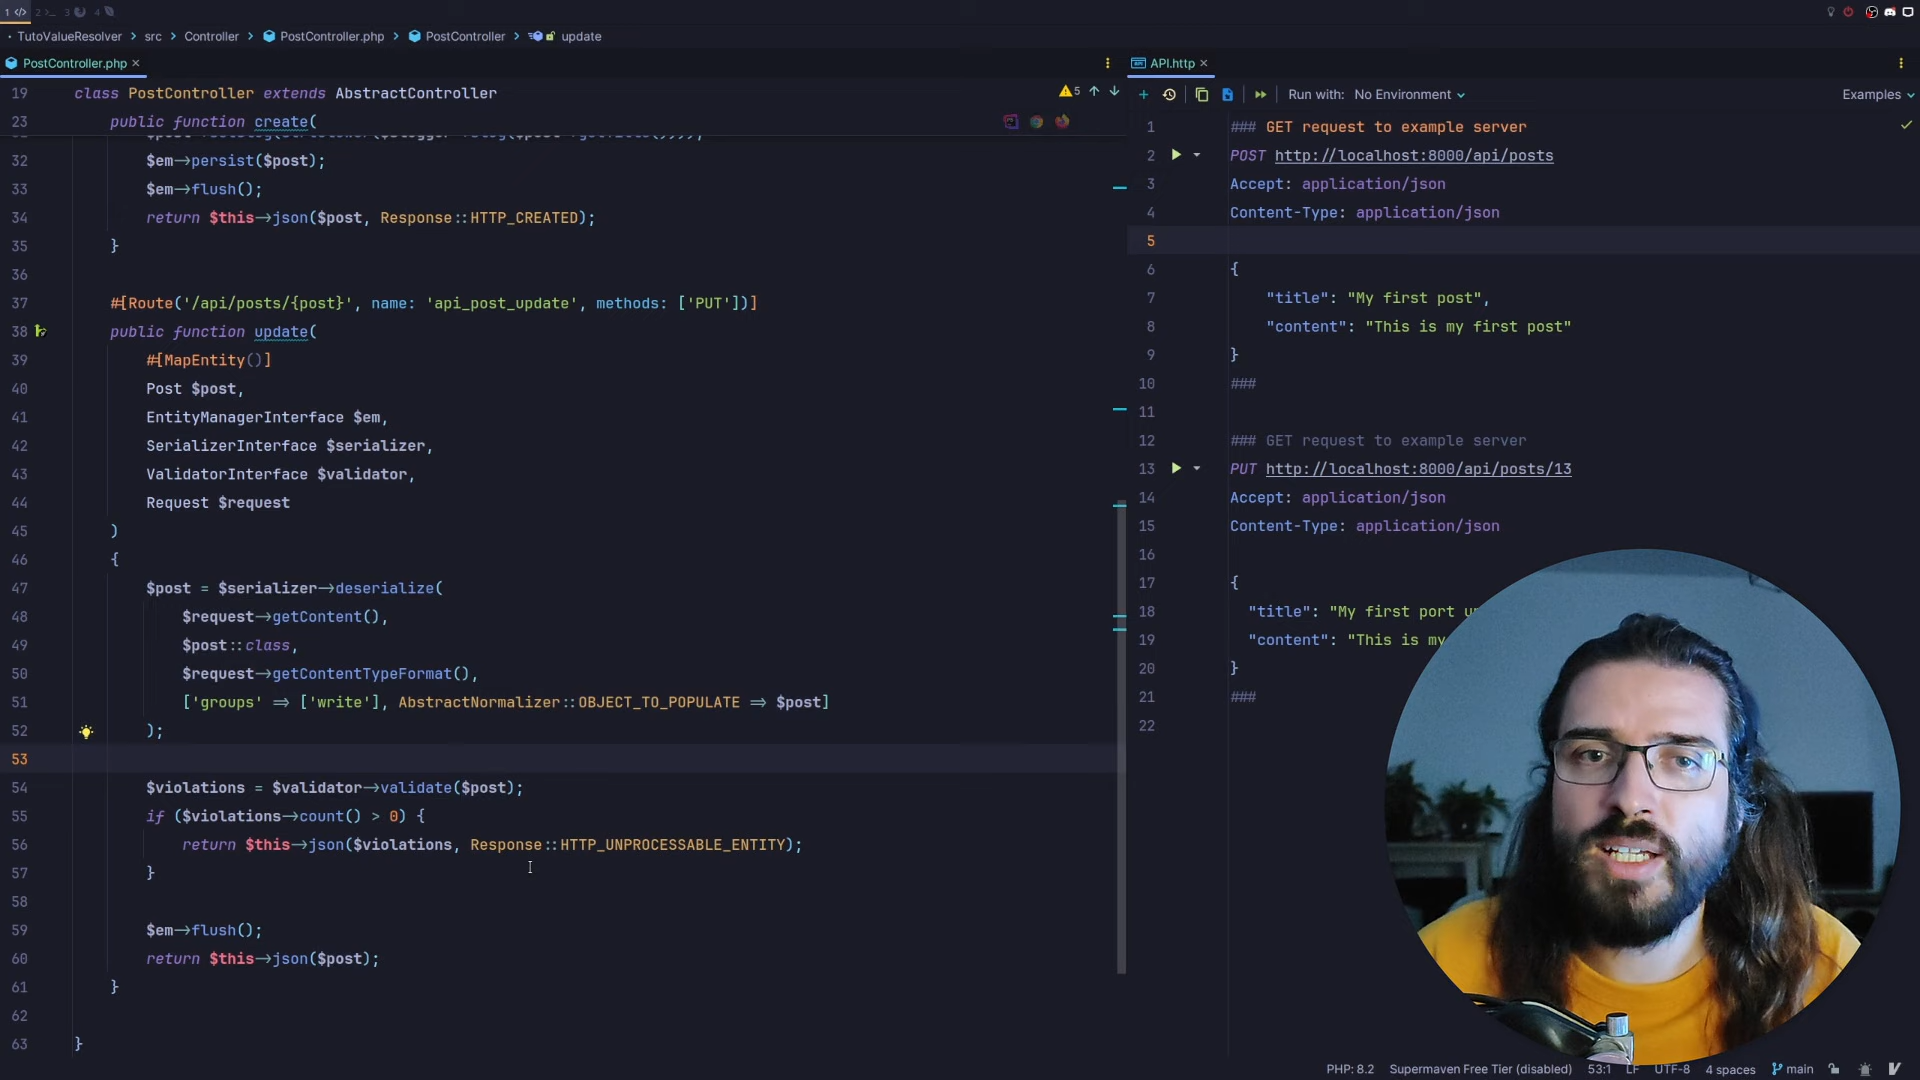 1 </> 2 >_ 3 4
TutoValueResolver > src > Controller > PostController.php > PostController > update
PostController.php ×
19 class PostController extends AbstractController
5
23 public function create(
32 $em->persist($post);
33 $em->flush();
34 return $this->json($post, Response::HTTP_CREATED);
35 }
36
37 #[Route('/api/posts/{post}', name: 'api_post_update', methods: ['PUT'])]
38 public function update(
39 #[MapEntity()]
40 Post $post,
41 EntityManagerInterface $em,
42 SerializerInterface $serializer,
43 ValidatorInterface $validator,
44 Request $request
45 )
46 {
47 $post = $serializer->deserialize(
48 $request->getContent(),
49 $post::class,
50 $request->getContentTypeFormat(),
51 ['groups' => ['write'], AbstractNormalizer::OBJECT_TO_POPULATE => $post]
52 );
53
54 $violations = $validator->validate($post);
55 if ($violations->count() > 0) {
56 return $this->json($violations, Response::HTTP_UNPROCESSABLE_ENTITY);
57 }
58
59 $em->flush();
60 return $this->json($post);
61 }
62
63 }
API.http ×
Run with: No Environment
Examples
1 ### GET request to example server
2 POST http://localhost:8000/api/posts
3 Accept: application/json
4 Content-Type: application/json
5
6 {
7 "title": "My first post",
8 "content": "This is my first post"
9 }
10 ###
11
12 ### GET request to example server
13 PUT http://localhost:8000/api/posts/13
14 Accept: application/json
15 Content-Type: application/json
16
17 {
18 "title": "My first port
19 "content": "This is my
20 }
21 ###
22
PHP: 8.2 Supermaven Free Tier (disabled) 53:1 LF UTF-8 4 spaces main